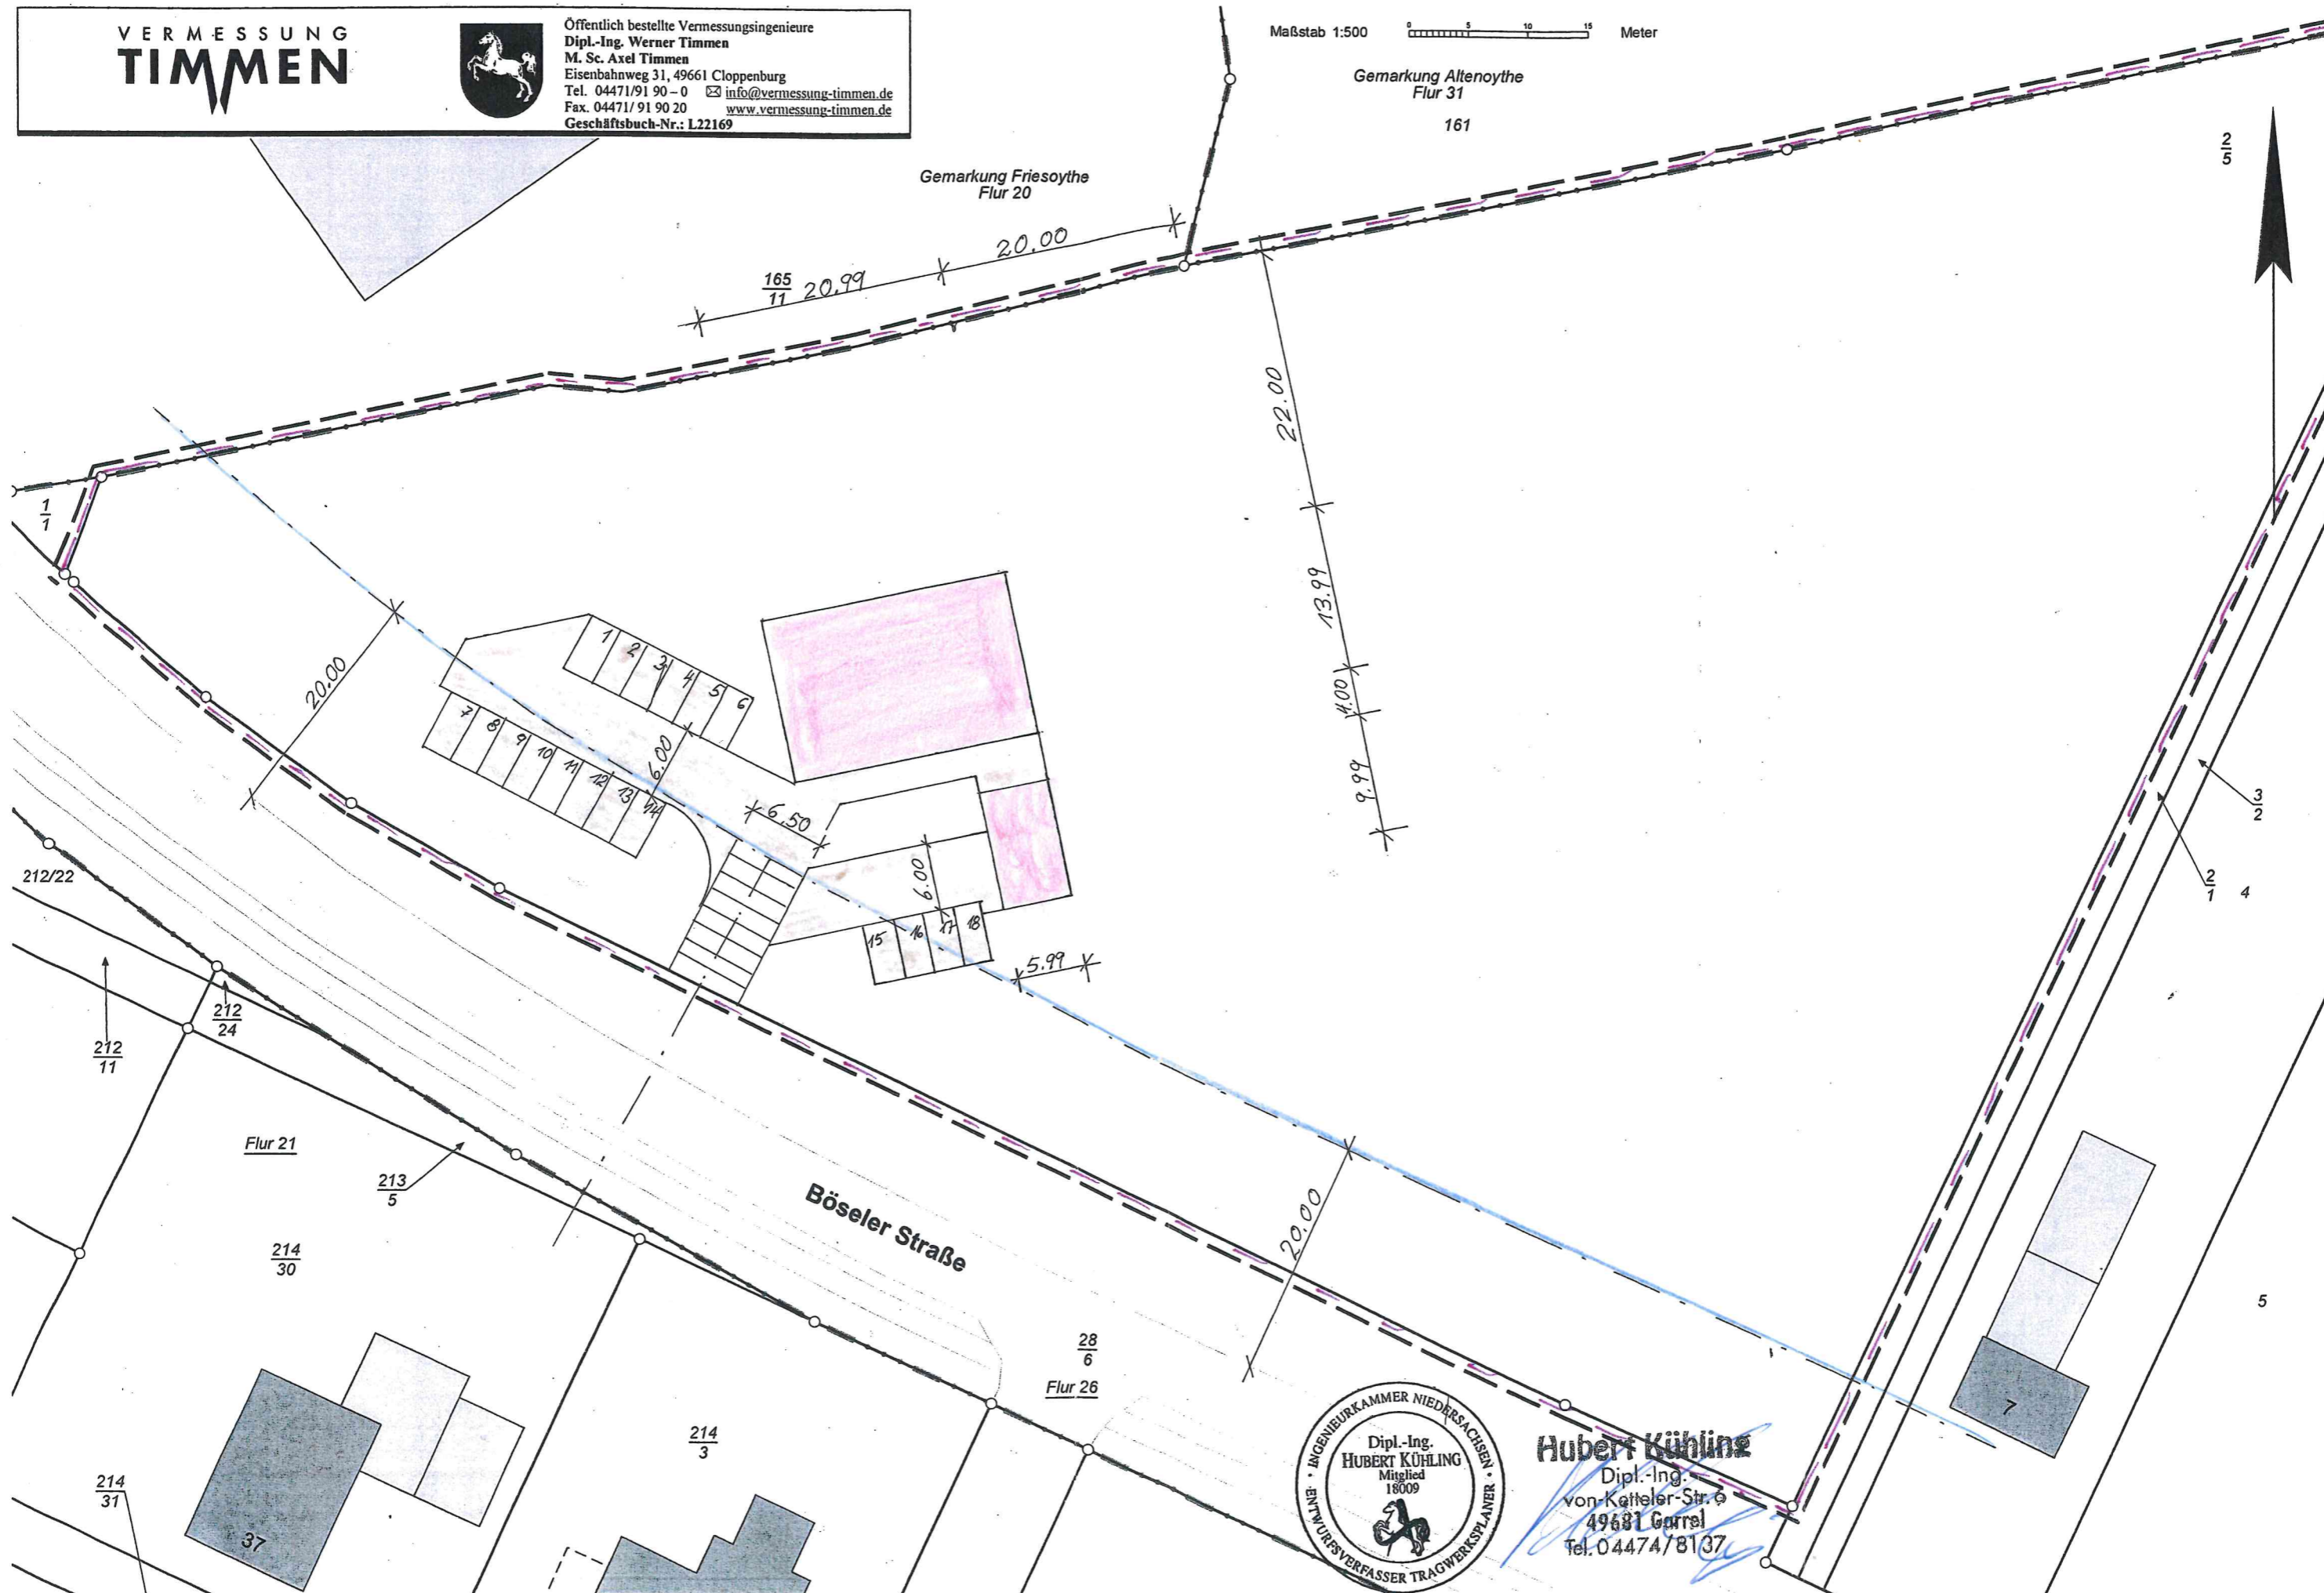 VERMESSUNG
TIMMEN
Öffentlich bestellte Vermessungsingenieure
Dipl.-Ing. Werner Timmen
M. Sc. Axel Timmen
Eisenbahnweg 31, 49661 Cloppenburg
Tel. 04471/91 90 – 0 ✉ info@vermessung-timmen.de
Fax. 04471/ 91 90 20 www.vermessung-timmen.de
Geschäftsbuch-Nr.: L22169
Maßstab 1:500
0 5 10 15 Meter
Gemarkung Altenoythe
Flur 31
161
2
5
Gemarkung Friesoythe
Flur 20
20.00
165
11
20.99
22.00
13.99
4.00
9.99
1
1
20.00
1
2
3
4
5
6
7
8
9
10
11
12
13
14
6.00
6.50
6.00
15
16
17
18
5.99
3
2
2
1
4
212/22
212
24
212
11
Flur 21
213
5
214
30
Böseler Straße
20.00
5
28
6
Flur 26
214
3
214
31
37
7
INGENIEURKAMMER NIEDERSACHSEN
ENTWURFSVERFASSER TRAGWERKSPLANER
Dipl.-Ing.
HUBERT KÜHLING
Mitglied
18009
Hubert Kühling
Dipl.-Ing.
von-Ketteler-Str. 6
49681 Garrel
Tel. 04474/8137